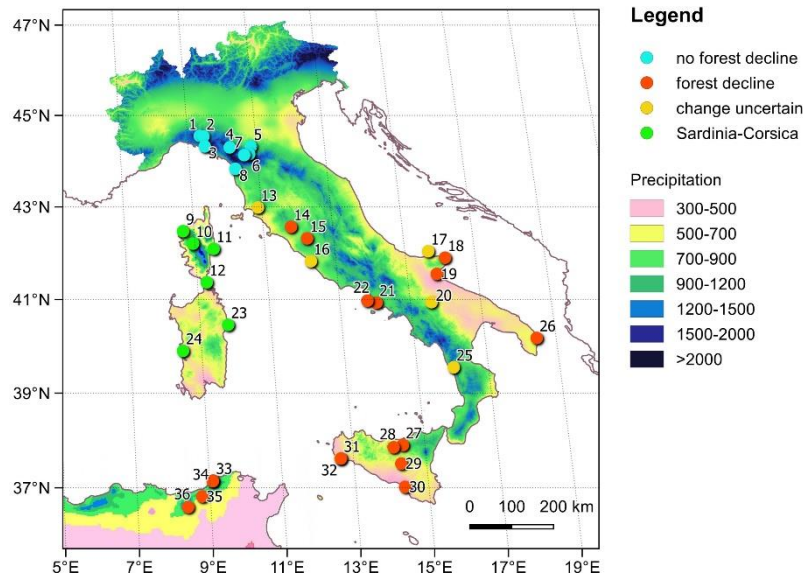 47°N
45°N
43°N
41°N
39°N
37°N
1 2
3
4
7
5
6
8
13
14
15
16
9
10
11
12
17
18
19
20
22 21
23
24
25
26
28 27
31
29
32
30
34 33
35
36
0 100 200 km
5°E 7°E 9°E 11°E 13°E 15°E 17°E 19°E
Legend
no forest decline
forest decline
change uncertain
Sardinia-Corsica
Precipitation
300-500
500-700
700-900
900-1200
1200-1500
1500-2000
>2000